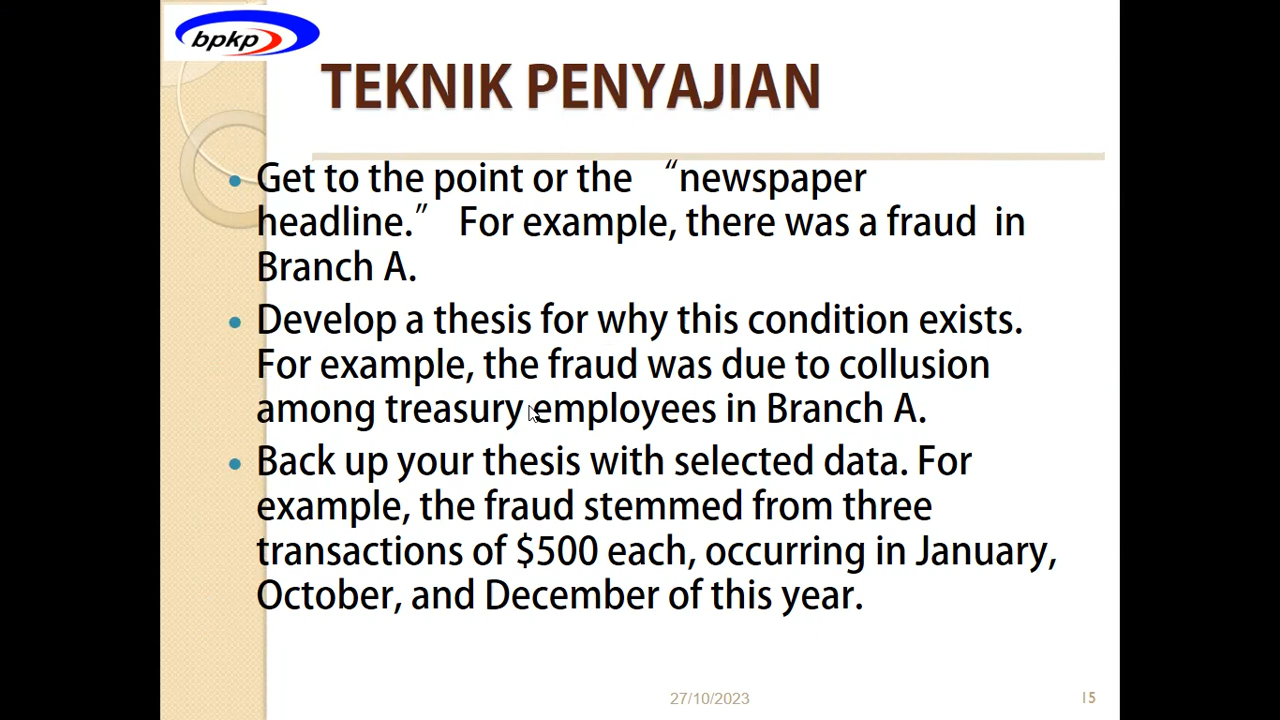 bpkp
TEKNIK PENYAJIAN
• Get to the point or the “newspaper
headline.” For example, there was a fraud in
Branch A.
• Develop a thesis for why this condition exists.
For example, the fraud was due to collusion
among treasury employees in Branch A.
• Back up your thesis with selected data. For
example, the fraud stemmed from three
transactions of $500 each, occurring in January,
October, and December of this year.
27/10/2023
15